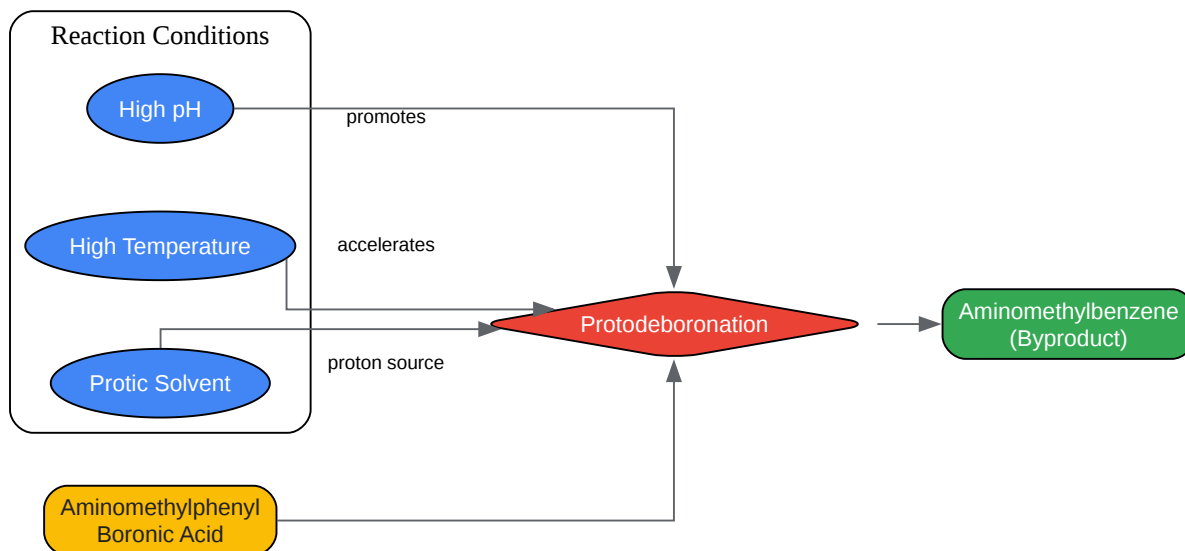 Reaction Conditions
High pH
promotes
High Temperature
accelerates
Protodeboronation
Aminomethylbenzene
(Byproduct)
Protic Solvent
proton source
Aminomethylphenyl
Boronic Acid